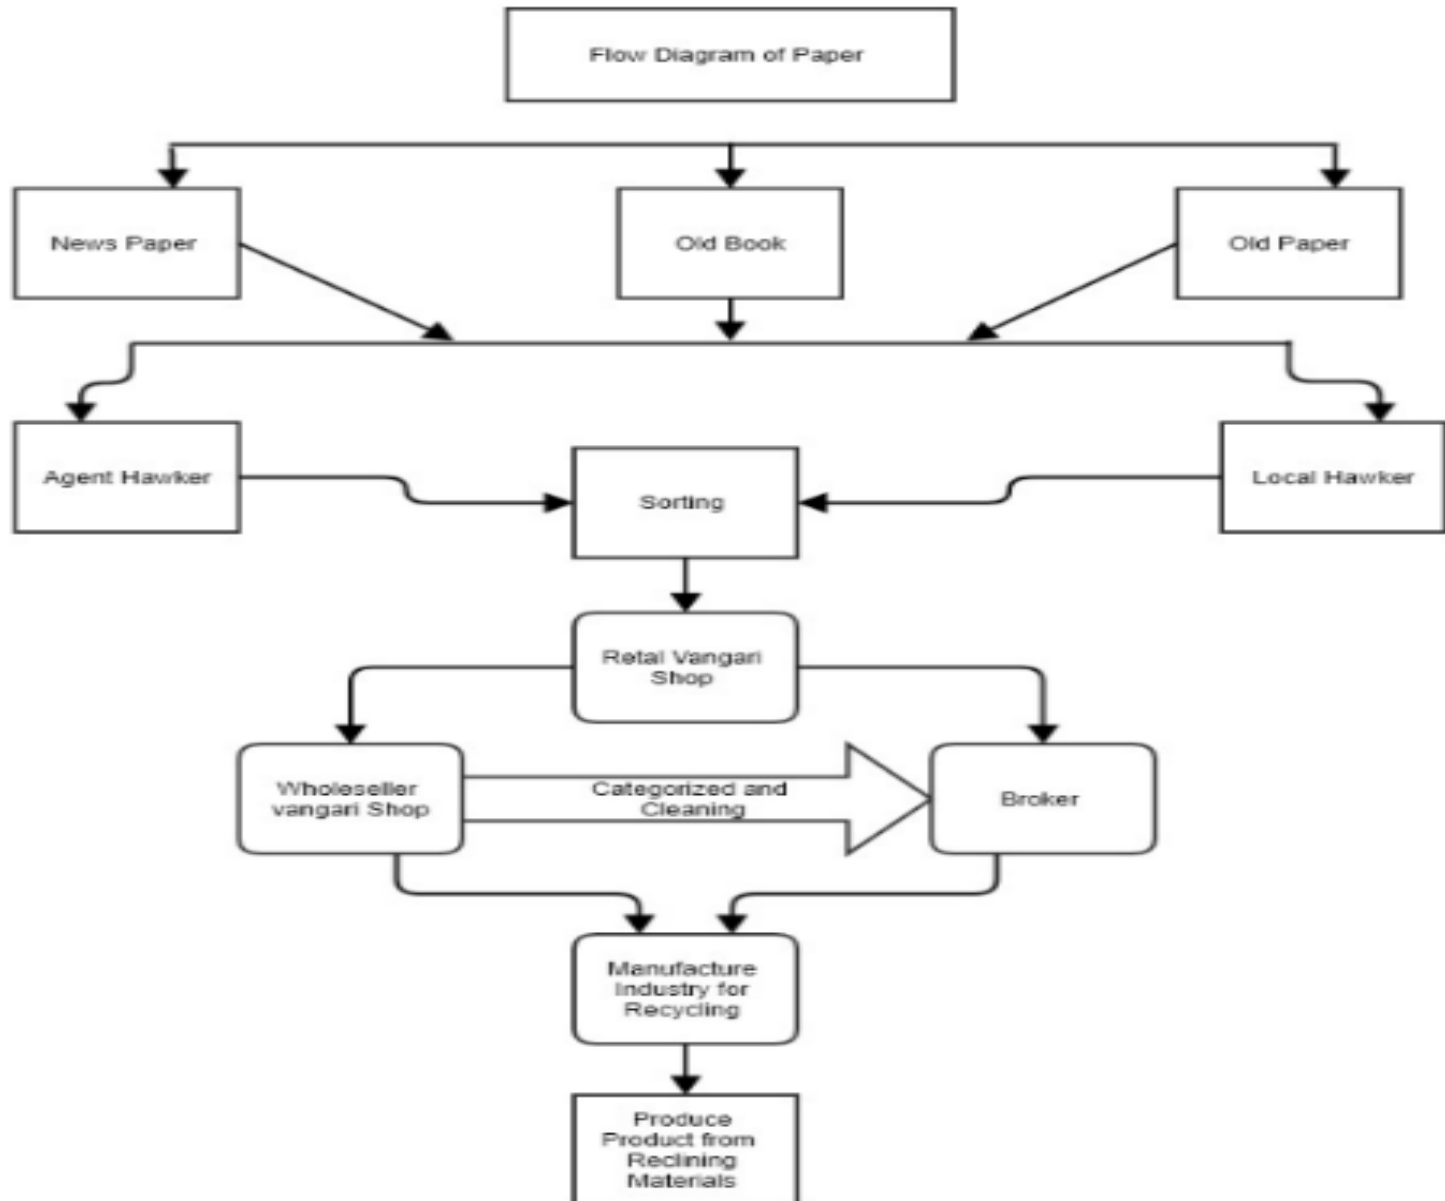 Flow Diagram of Paper
News Paper
Old Book
Old Paper
Agent Hawker
Sorting
Local Hawker
Retal Vangari
Shop
Wholeseller
vangari Shop
Categorized and
Cleaning
Broker
Manufacture
Industry for
Recycling
Produce
Product from
Reclining
Materials